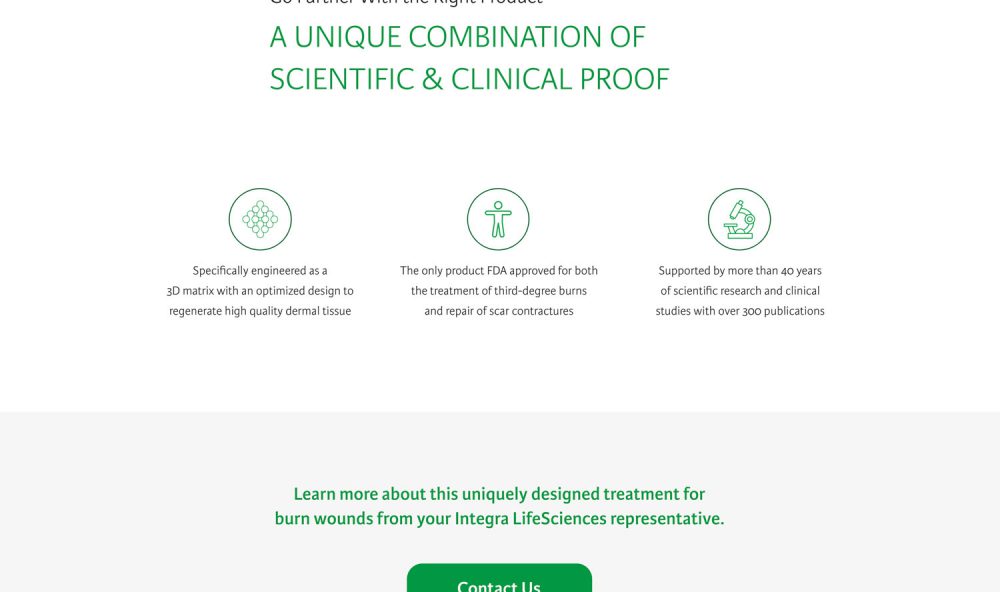 Go Further With the Right Product
A UNIQUE COMBINATION OF
SCIENTIFIC & CLINICAL PROOF
Specifically engineered as a
3D matrix with an optimized design to
regenerate high quality dermal tissue
The only product FDA approved for both
the treatment of third-degree burns
and repair of scar contractures
Supported by more than 40 years
of scientific research and clinical
studies with over 300 publications
Learn more about this uniquely designed treatment for
burn wounds from your Integra LifeSciences representative.
Contact Us